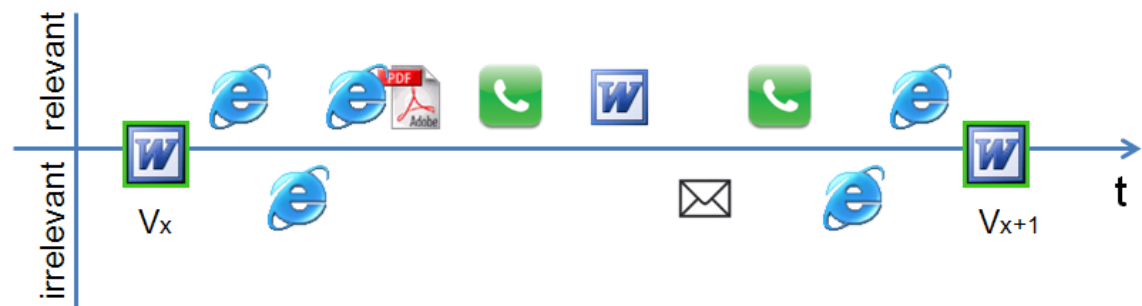 relevant
irrelevant
PDF
Adobe
W
W
W
Vx
Vx+1
t